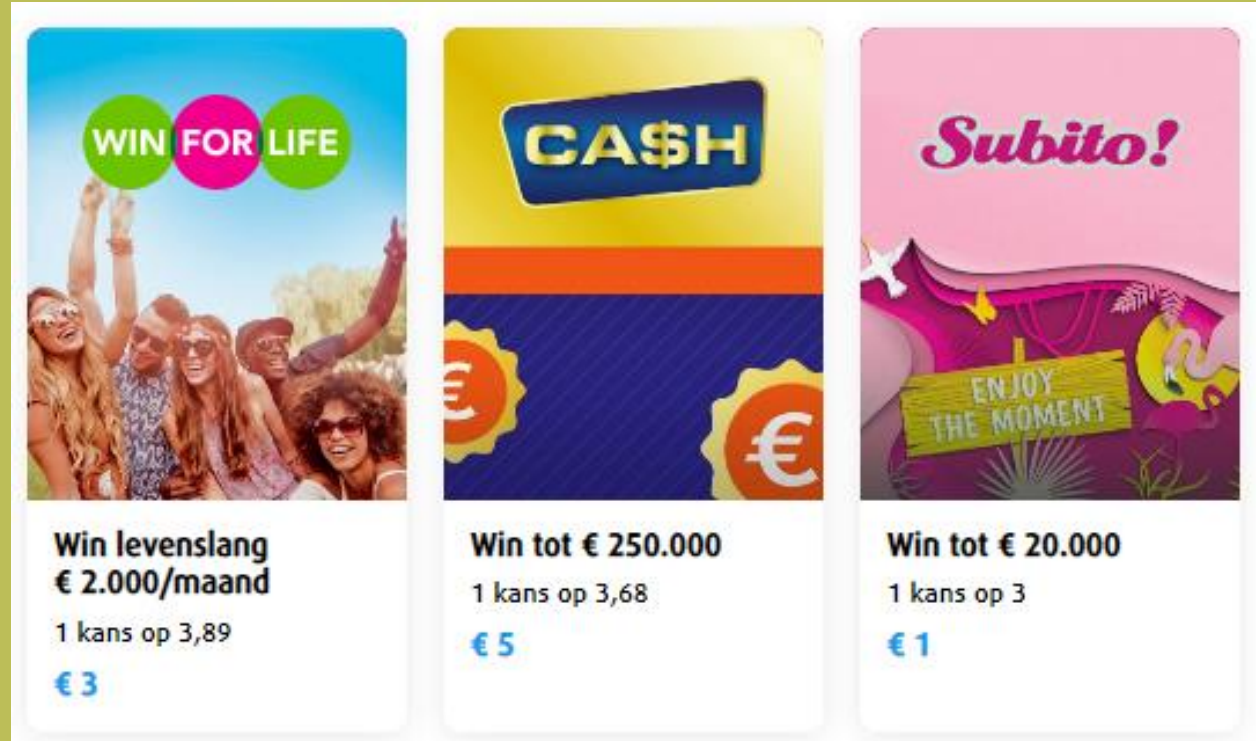 WIN FOR LIFE
Win levenslang
€ 2.000/maand
1 kans op 3,89
€ 3
CA$H
€
€
Win tot € 250.000
1 kans op 3,68
€ 5
Subito!
ENJOY
THE MOMENT
Win tot € 20.000
1 kans op 3
€ 1